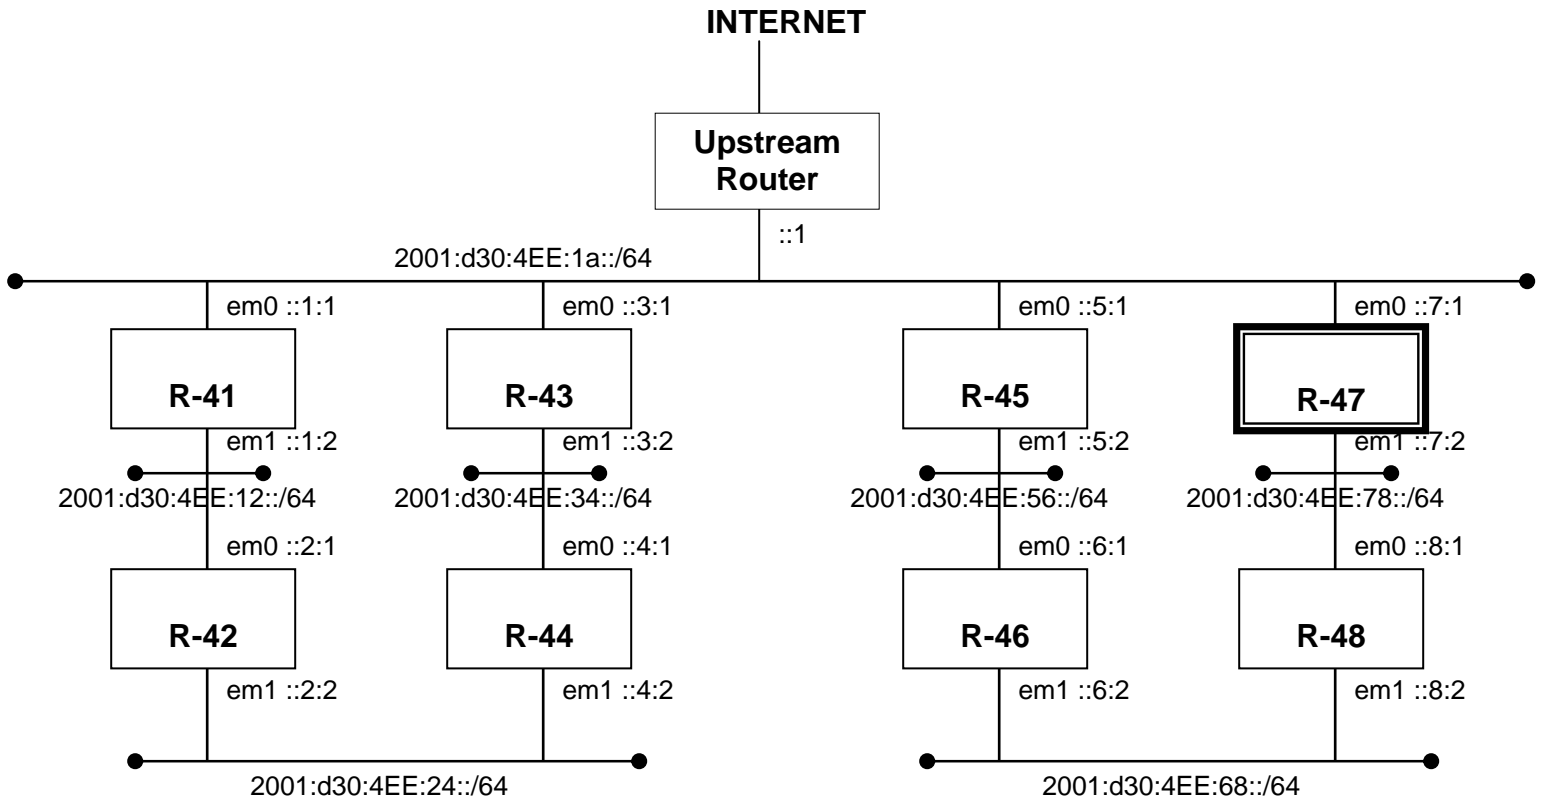 INTERNET
Upstream
Router
::1
2001:d30:4EE:1a::/64
em0 ::1:1
em0 ::3:1
em0 ::5:1
em0 ::7:1
R-41
R-43
R-45
R-47
em1 ::1:2
em1 ::3:2
em1 ::5:2
em1 ::7:2
2001:d30:4EE:12::/64
2001:d30:4EE:34::/64
2001:d30:4EE:56::/64
2001:d30:4EE:78::/64
em0 ::2:1
em0 ::4:1
em0 ::6:1
em0 ::8:1
R-42
R-44
R-46
R-48
em1 ::2:2
em1 ::4:2
em1 ::6:2
em1 ::8:2
2001:d30:4EE:24::/64
2001:d30:4EE:68::/64